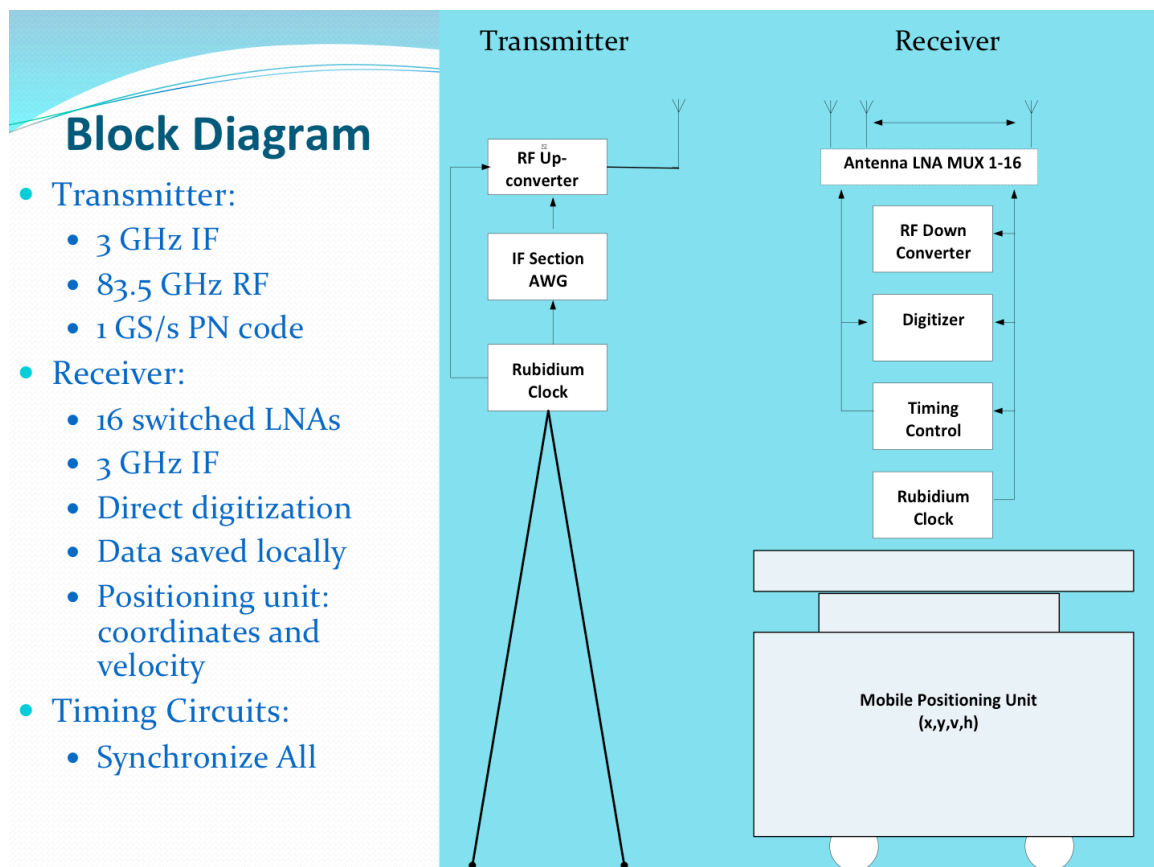 Block Diagram
Transmitter:
3 GHz IF
83.5 GHz RF
1 GS/s PN code
Receiver:
16 switched LNAs
3 GHz IF
Direct digitization
Data saved locally
Positioning unit:
coordinates and
velocity
Timing Circuits:
Synchronize All
Transmitter
RF Up-
converter
IF Section
AWG
Rubidium
Clock
Receiver
Antenna LNA MUX 1-16
RF Down
Converter
Digitizer
Timing
Control
Rubidium
Clock
Mobile Positioning Unit
(x,y,v,h)